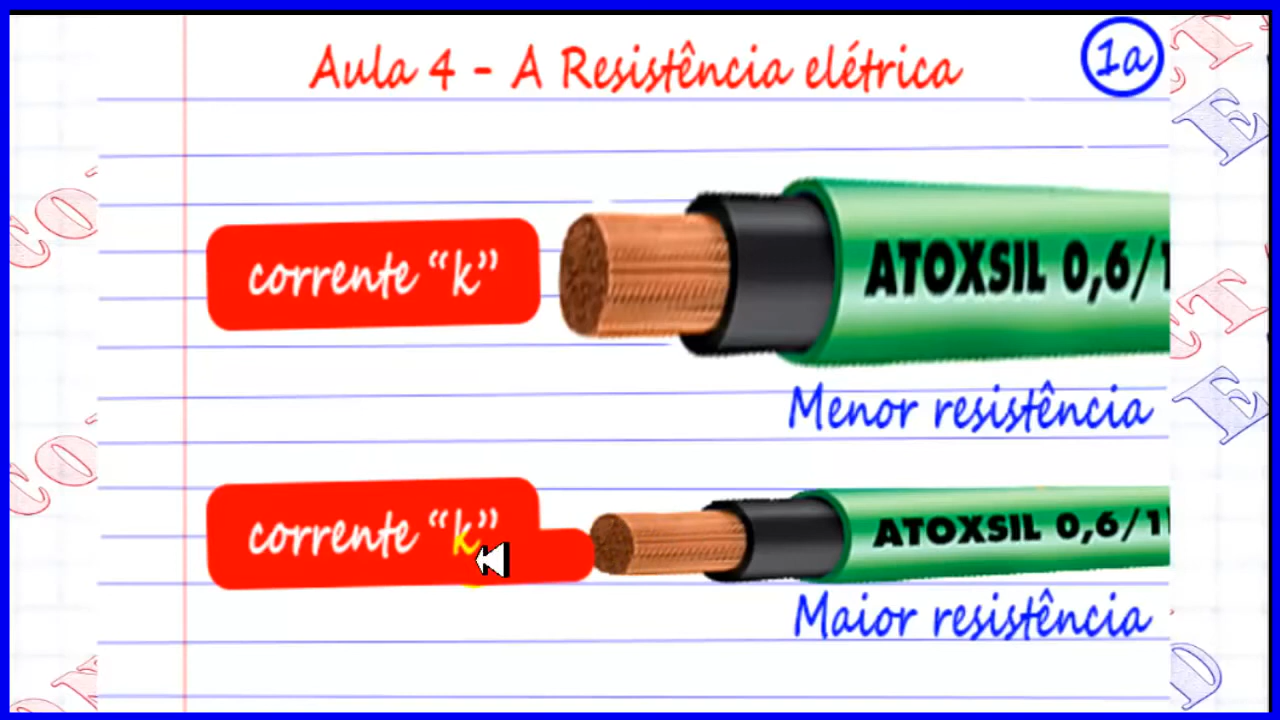 Aula 4 - A Resistência elétrica
1a
corrente “k”
ATOXSIL 0,6/1
Menor resistência
corrente “k”
ATOXSIL 0,6/1
Maior resistência